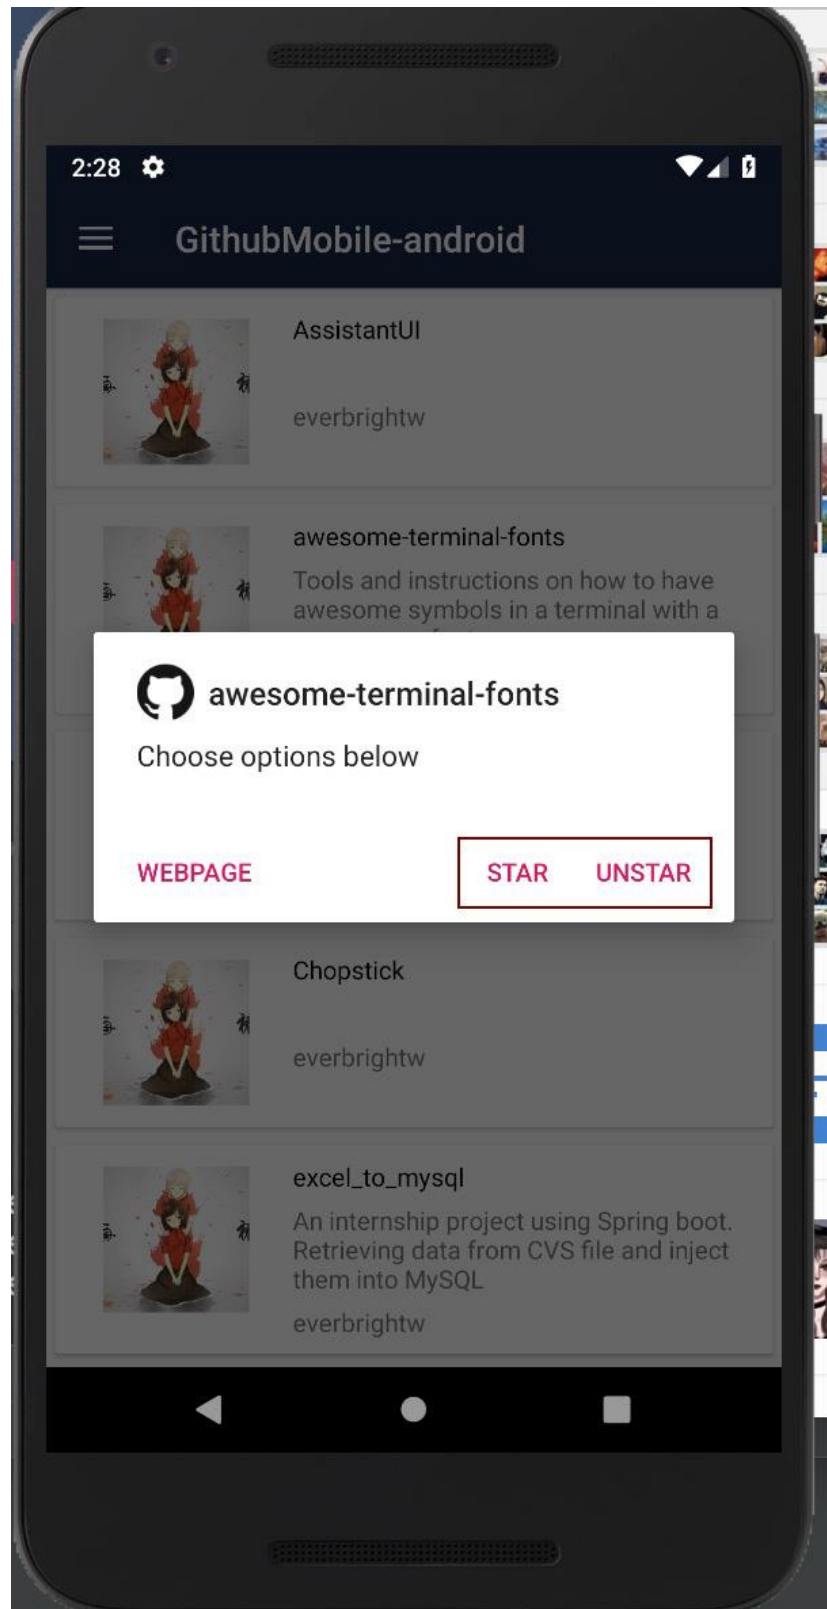 2:28
GithubMobile-android
AssistantUI
everbrightw
awesome-terminal-fonts
Tools and instructions on how to have
awesome symbols in a terminal with a
awesome-terminal-fonts
Choose options below
WEBPAGE STAR UNSTAR
Chopstick
everbrightw
excel_to_mysql
An internship project using Spring boot.
Retrieving data from CVS file and inject
them into MySQL
everbrightw